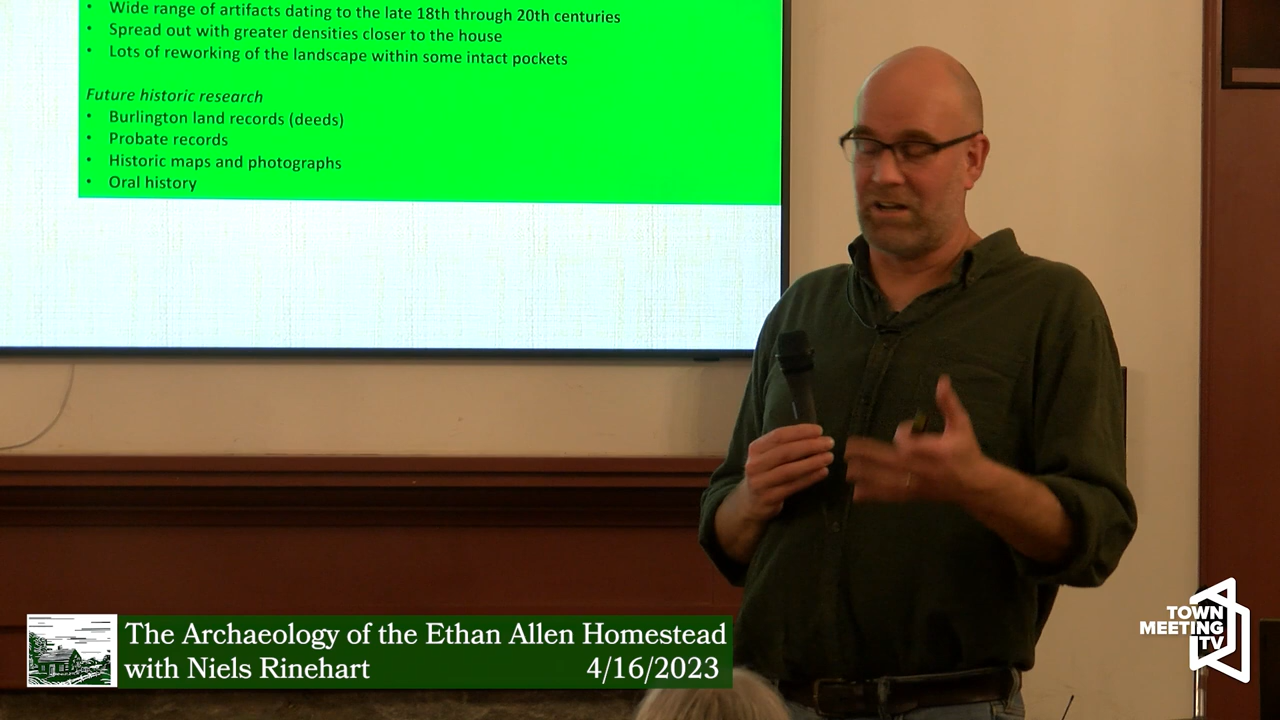 • Wide range of artifacts dating to the late 18th through 20th centuries
• Spread out with greater densities closer to the house
• Lots of reworking of the landscape within some intact pockets
Future historic research
• Burlington land records (deeds)
• Probate records
• Historic maps and photographs
• Oral history
The Archaeology of the Ethan Allen Homestead
with Niels Rinehart 4/16/2023
TOWN
MEETING
TV